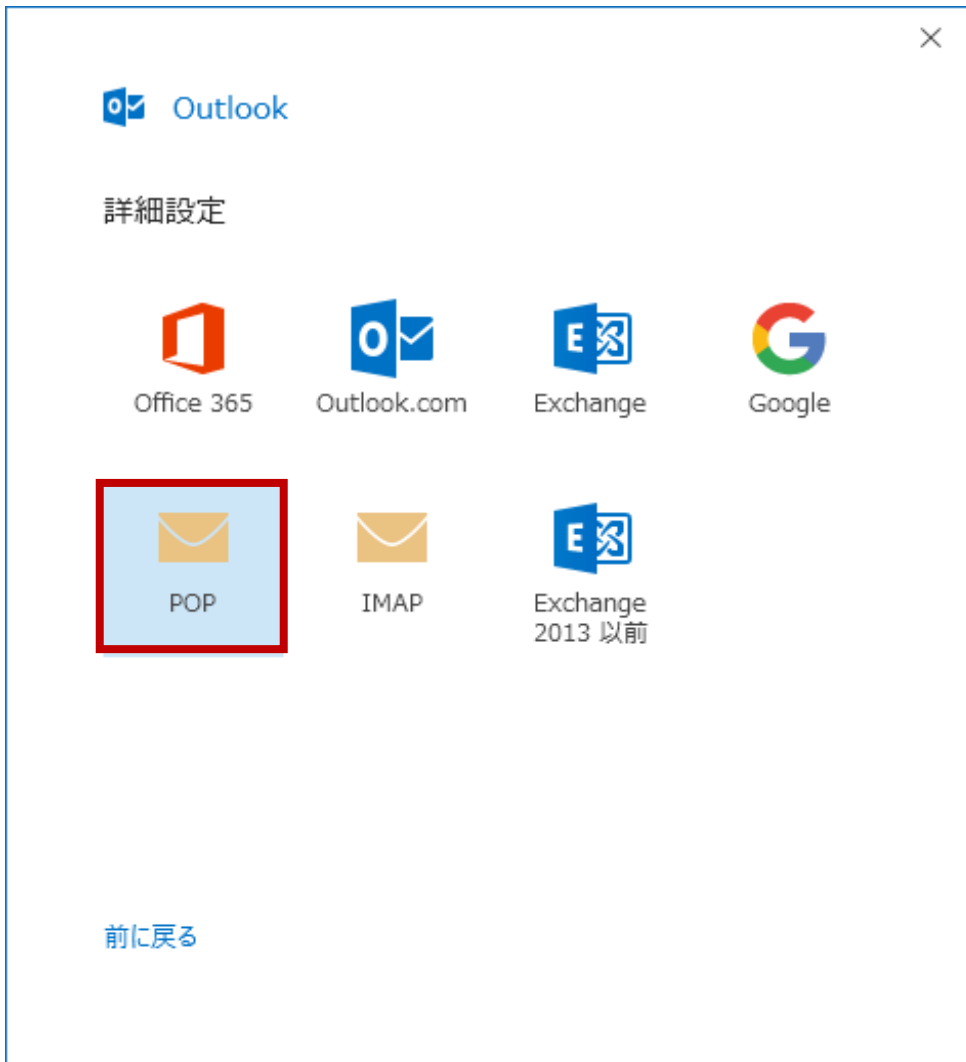 Outlook
詳細設定
Office 365
Outlook.com
Exchange
Google
POP
IMAP
Exchange
2013 以前
前に戻る